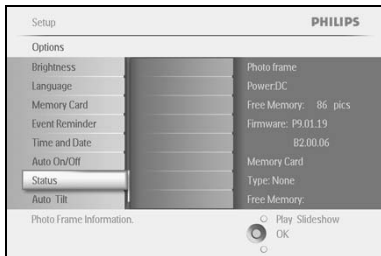 Setup
PHILIPS
Options
Brightness
Language
Memory Card
Event Reminder
Time and Date
Auto On/Off
Status
Auto Tilt
Photo frame
Power:DC
Free Memory: 86 pics
Firmware: P9.01.19
B2.00.06
Memory Card
Type: None
Free Memory:
Photo Frame Information.
Play Slideshow
OK